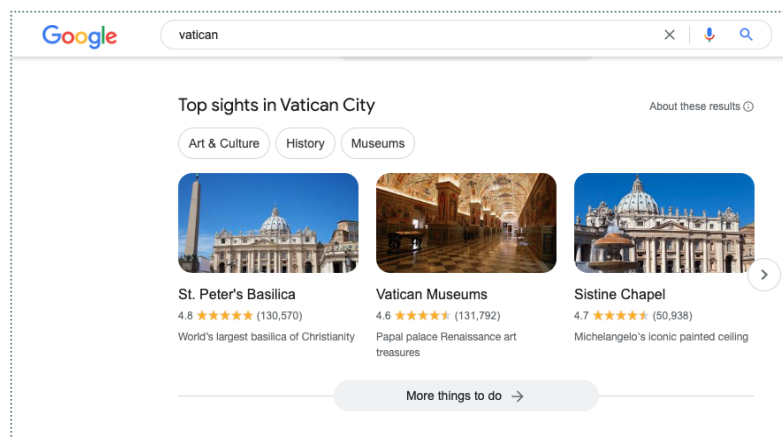 Google
vatican
Top sights in Vatican City
About these results
Art & Culture
History
Museums
St. Peter's Basilica
4.8 (130,570)
World's largest basilica of Christianity
Vatican Museums
4.6 (131,792)
Papal palace Renaissance art
treasures
Sistine Chapel
4.7 (50,938)
Michelangelo's iconic painted ceiling
More things to do